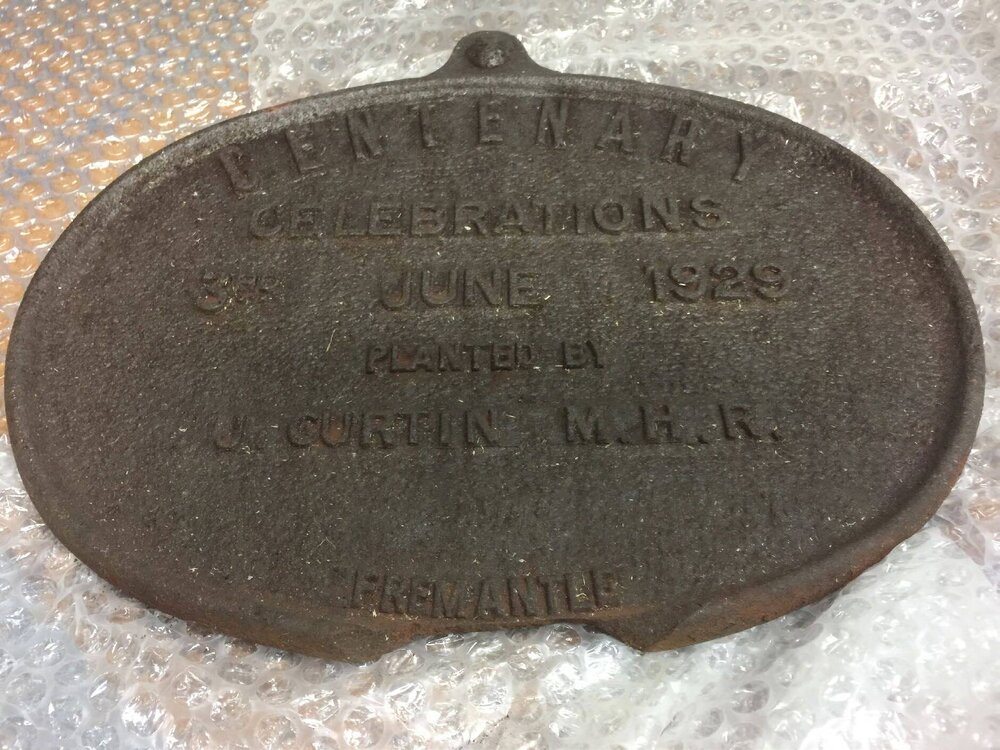 CENTENARY
CELEBRATIONS
3RD JUNE 1929
PLANTED BY
J. CURTIN M.H.R.
FREMANTLE